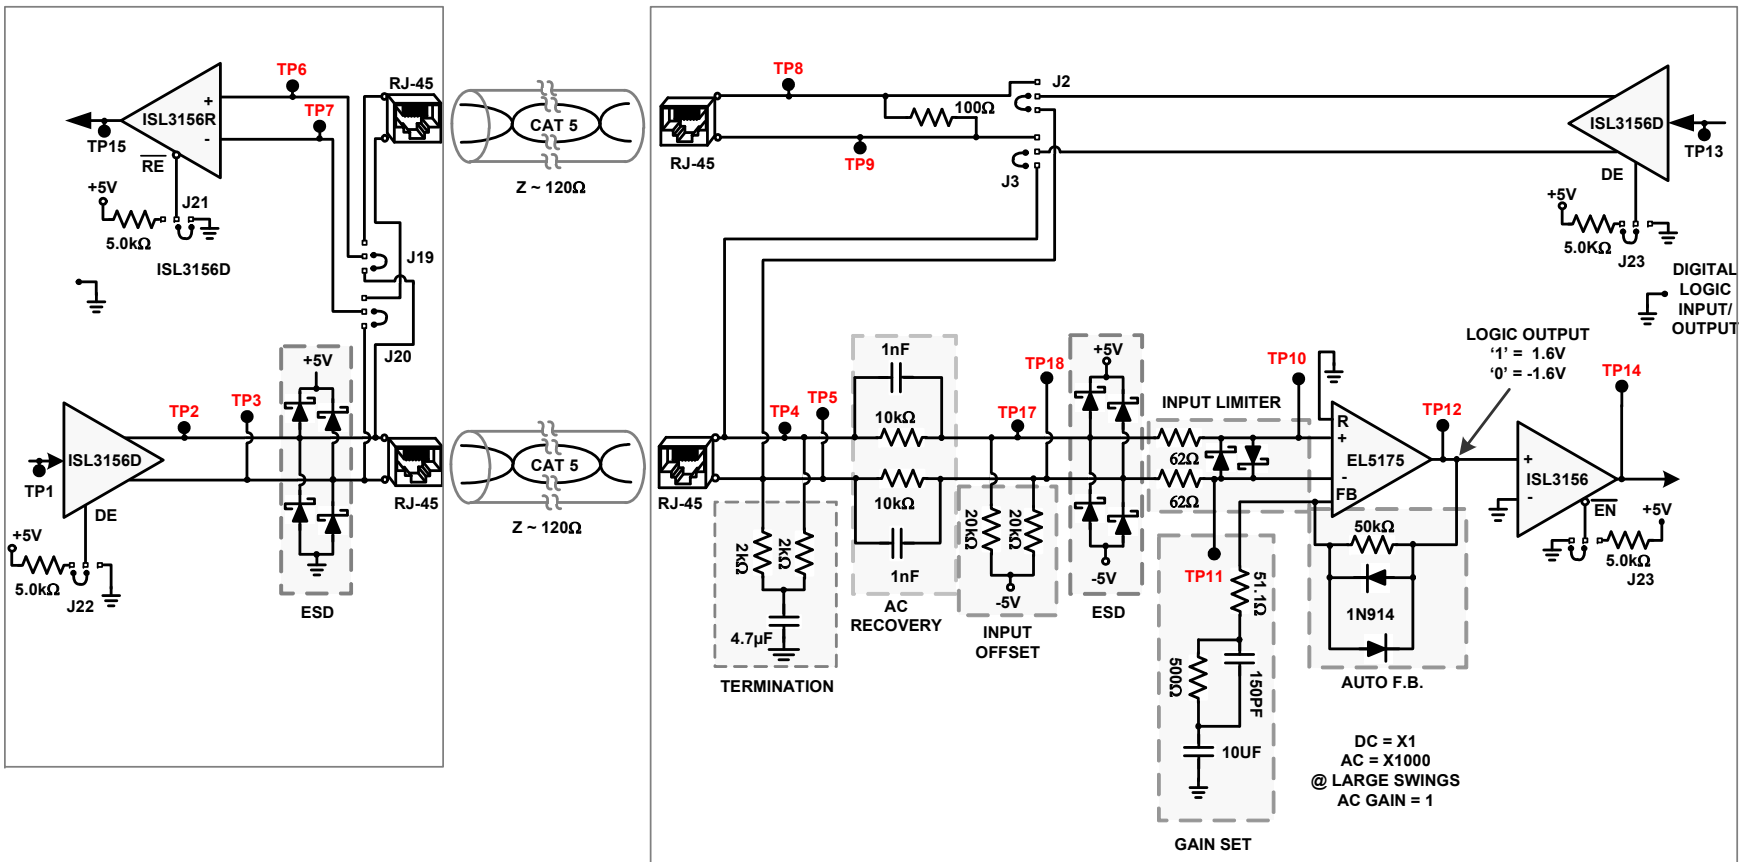 TP6
TP7
ISL3156R
+
-
TP15
RE
+5V
J21
5.0kΩ
ISL3156D
RJ-45
CAT 5
Z ~ 120Ω
J19
J20
+5V
ESD
TP2
TP3
ISL3156D
TP1
DE
+5V
5.0kΩ
J22
RJ-45
CAT 5
Z ~ 120Ω
TP8
100Ω
TP9
RJ-45
J2
J3
ISL3156D
TP13
DE
+5V
5.0KΩ
J23
DIGITAL
LOGIC
INPUT/
OUTPUT
RJ-45
TP4
TP5
2kΩ
2kΩ
4.7µF
TERMINATION
1nF
10kΩ
10kΩ
1nF
AC
RECOVERY
TP17
TP18
20kΩ
20kΩ
-5V
INPUT
OFFSET
+5V
-5V
ESD
INPUT LIMITER
62Ω
62Ω
TP10
TP11
R
+
-
FB
EL5175
TP12
LOGIC OUTPUT
‘1’ = 1.6V
‘0’ = -1.6V
51.1Ω
500Ω
150PF
10UF
GAIN SET
50kΩ
1N914
AUTO F.B.
DC = X1
AC = X1000
@ LARGE SWINGS
AC GAIN = 1
+
-
ISL3156
TP14
EN
+5V
5.0kΩ
J23